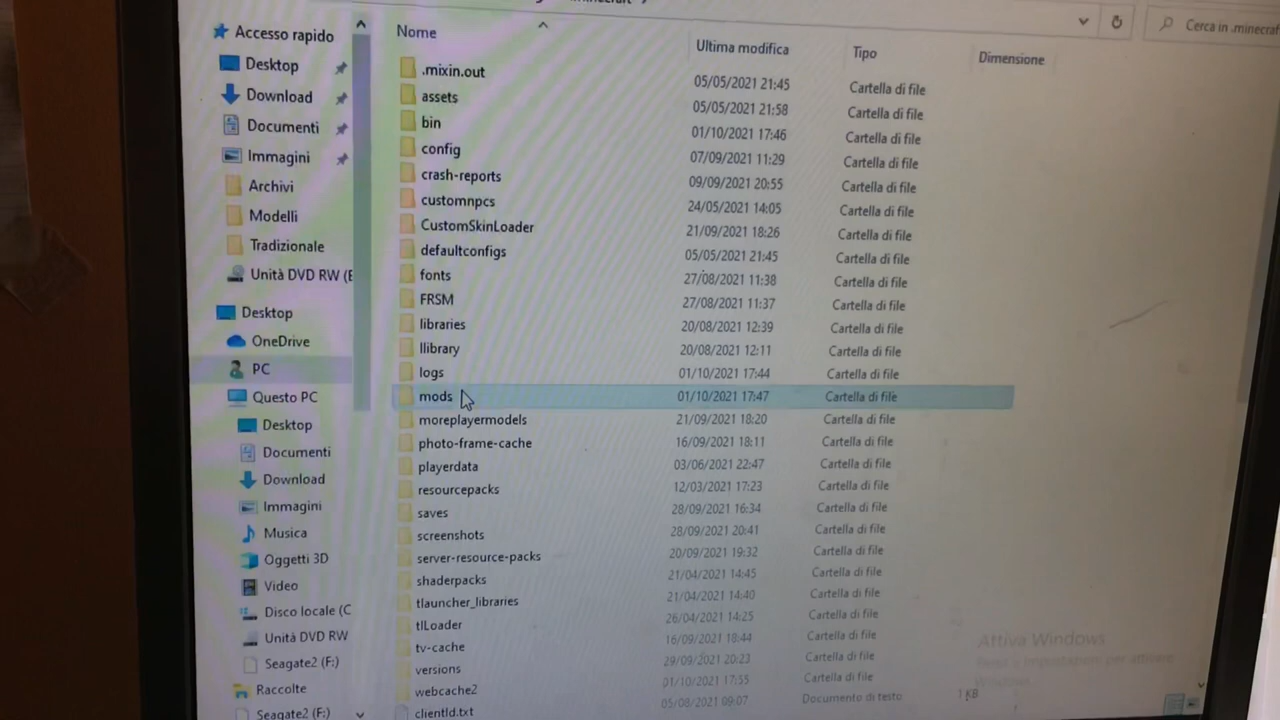 Cerca in .minecraft
Nome Ultima modifica Tipo Dimensione
Accesso rapido
Desktop
Download
Documenti
Immagini
Archivi
Modelli
Tradizionale
Unità DVD RW (E
Desktop
OneDrive
PC
Questo PC
Desktop
Documenti
Download
Immagini
Musica
Oggetti 3D
Video
Disco locale (C
Unità DVD RW
Seagate2 (F:)
Raccolte
Seagate2 (F:)
.mixin.out 05/05/2021 21:45 Cartella di file
assets 05/05/2021 21:58 Cartella di file
bin 01/10/2021 17:46 Cartella di file
config 07/09/2021 11:29 Cartella di file
crash-reports 09/09/2021 20:55 Cartella di file
customnpcs 24/05/2021 14:05 Cartella di file
CustomSkinLoader 21/09/2021 18:26 Cartella di file
defaultconfigs 05/05/2021 21:45 Cartella di file
fonts 27/08/2021 11:38 Cartella di file
FRSM 27/08/2021 11:37 Cartella di file
libraries 20/08/2021 12:39 Cartella di file
llibrary 20/08/2021 12:11 Cartella di file
logs 01/10/2021 17:44 Cartella di file
mods 01/10/2021 17:47 Cartella di file
moreplayermodels 21/09/2021 18:20 Cartella di file
photo-frame-cache 16/09/2021 18:11 Cartella di file
playerdata 03/06/2021 22:47 Cartella di file
resourcepacks 12/03/2021 17:23 Cartella di file
saves 28/09/2021 16:34 Cartella di file
screenshots 28/09/2021 20:41 Cartella di file
server-resource-packs 20/09/2021 19:32 Cartella di file
shaderpacks 21/04/2021 14:45 Cartella di file
tlauncher_libraries 21/04/2021 14:40 Cartella di file
tlLoader 26/04/2021 14:25 Cartella di file
tv-cache 16/09/2021 18:44 Cartella di file
versions 29/09/2021 20:23 Cartella di file
webcache2 01/10/2021 17:55 Cartella di file
clientId.txt 05/08/2021 09:07 Documento di testo 1 KB
Attiva Windows